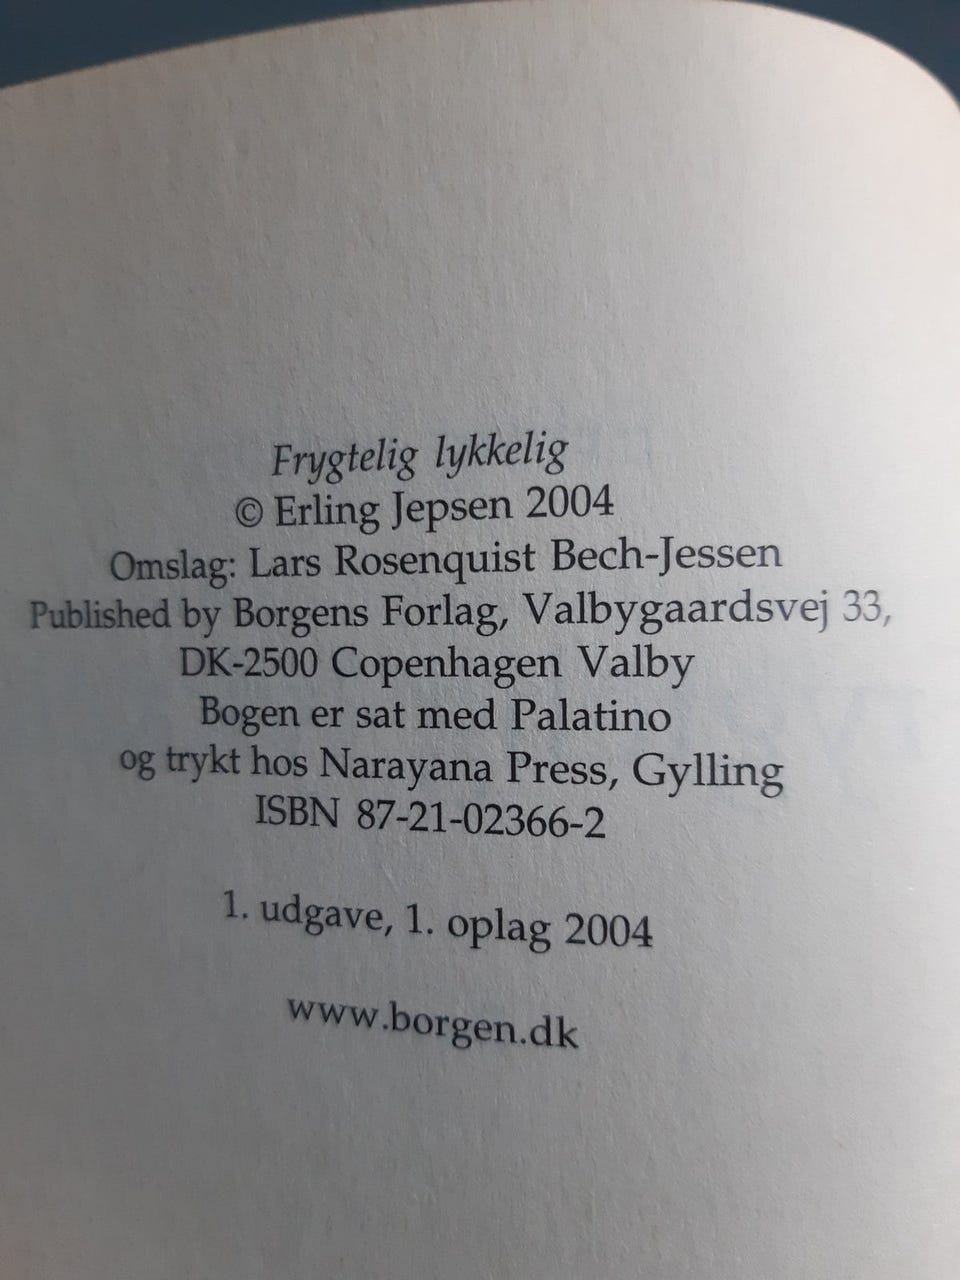 Frygtelig lykkelig
© Erling Jepsen 2004
Omslag: Lars Rosenquist Bech-Jessen
Published by Borgens Forlag, Valbygaardsvej 33,
DK-2500 Copenhagen Valby
Bogen er sat med Palatino
og trykt hos Narayana Press, Gylling
ISBN 87-21-02366-2
1. udgave, 1. oplag 2004
www.borgen.dk